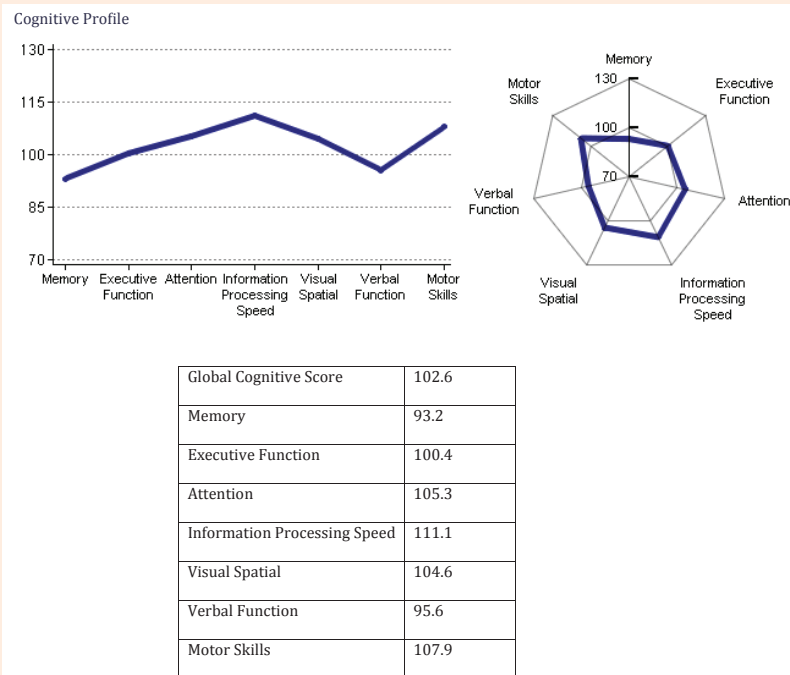 Cognitive Profile
130
115
100
85
70
Memory
Executive
Function
Attention
Information
Processing
Speed
Visual
Spatial
Verbal
Function
Motor
Skills
Memory
130
100
70
Executive
Function
Attention
Information
Processing
Speed
Visual
Spatial
Verbal
Function
Motor
Skills
Global Cognitive Score 102.6
Memory 93.2
Executive Function 100.4
Attention 105.3
Information Processing Speed 111.1
Visual Spatial 104.6
Verbal Function 95.6
Motor Skills 107.9